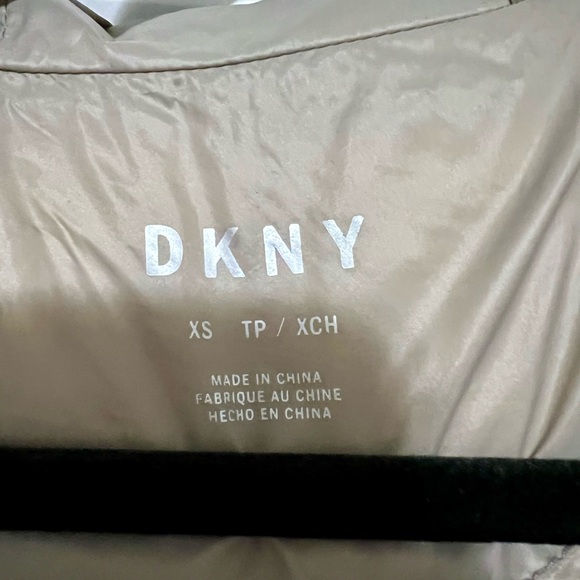 DKNY
XS TP / XCH
MADE IN CHINA
FABRIQUE AU CHINE
HECHO EN CHINA